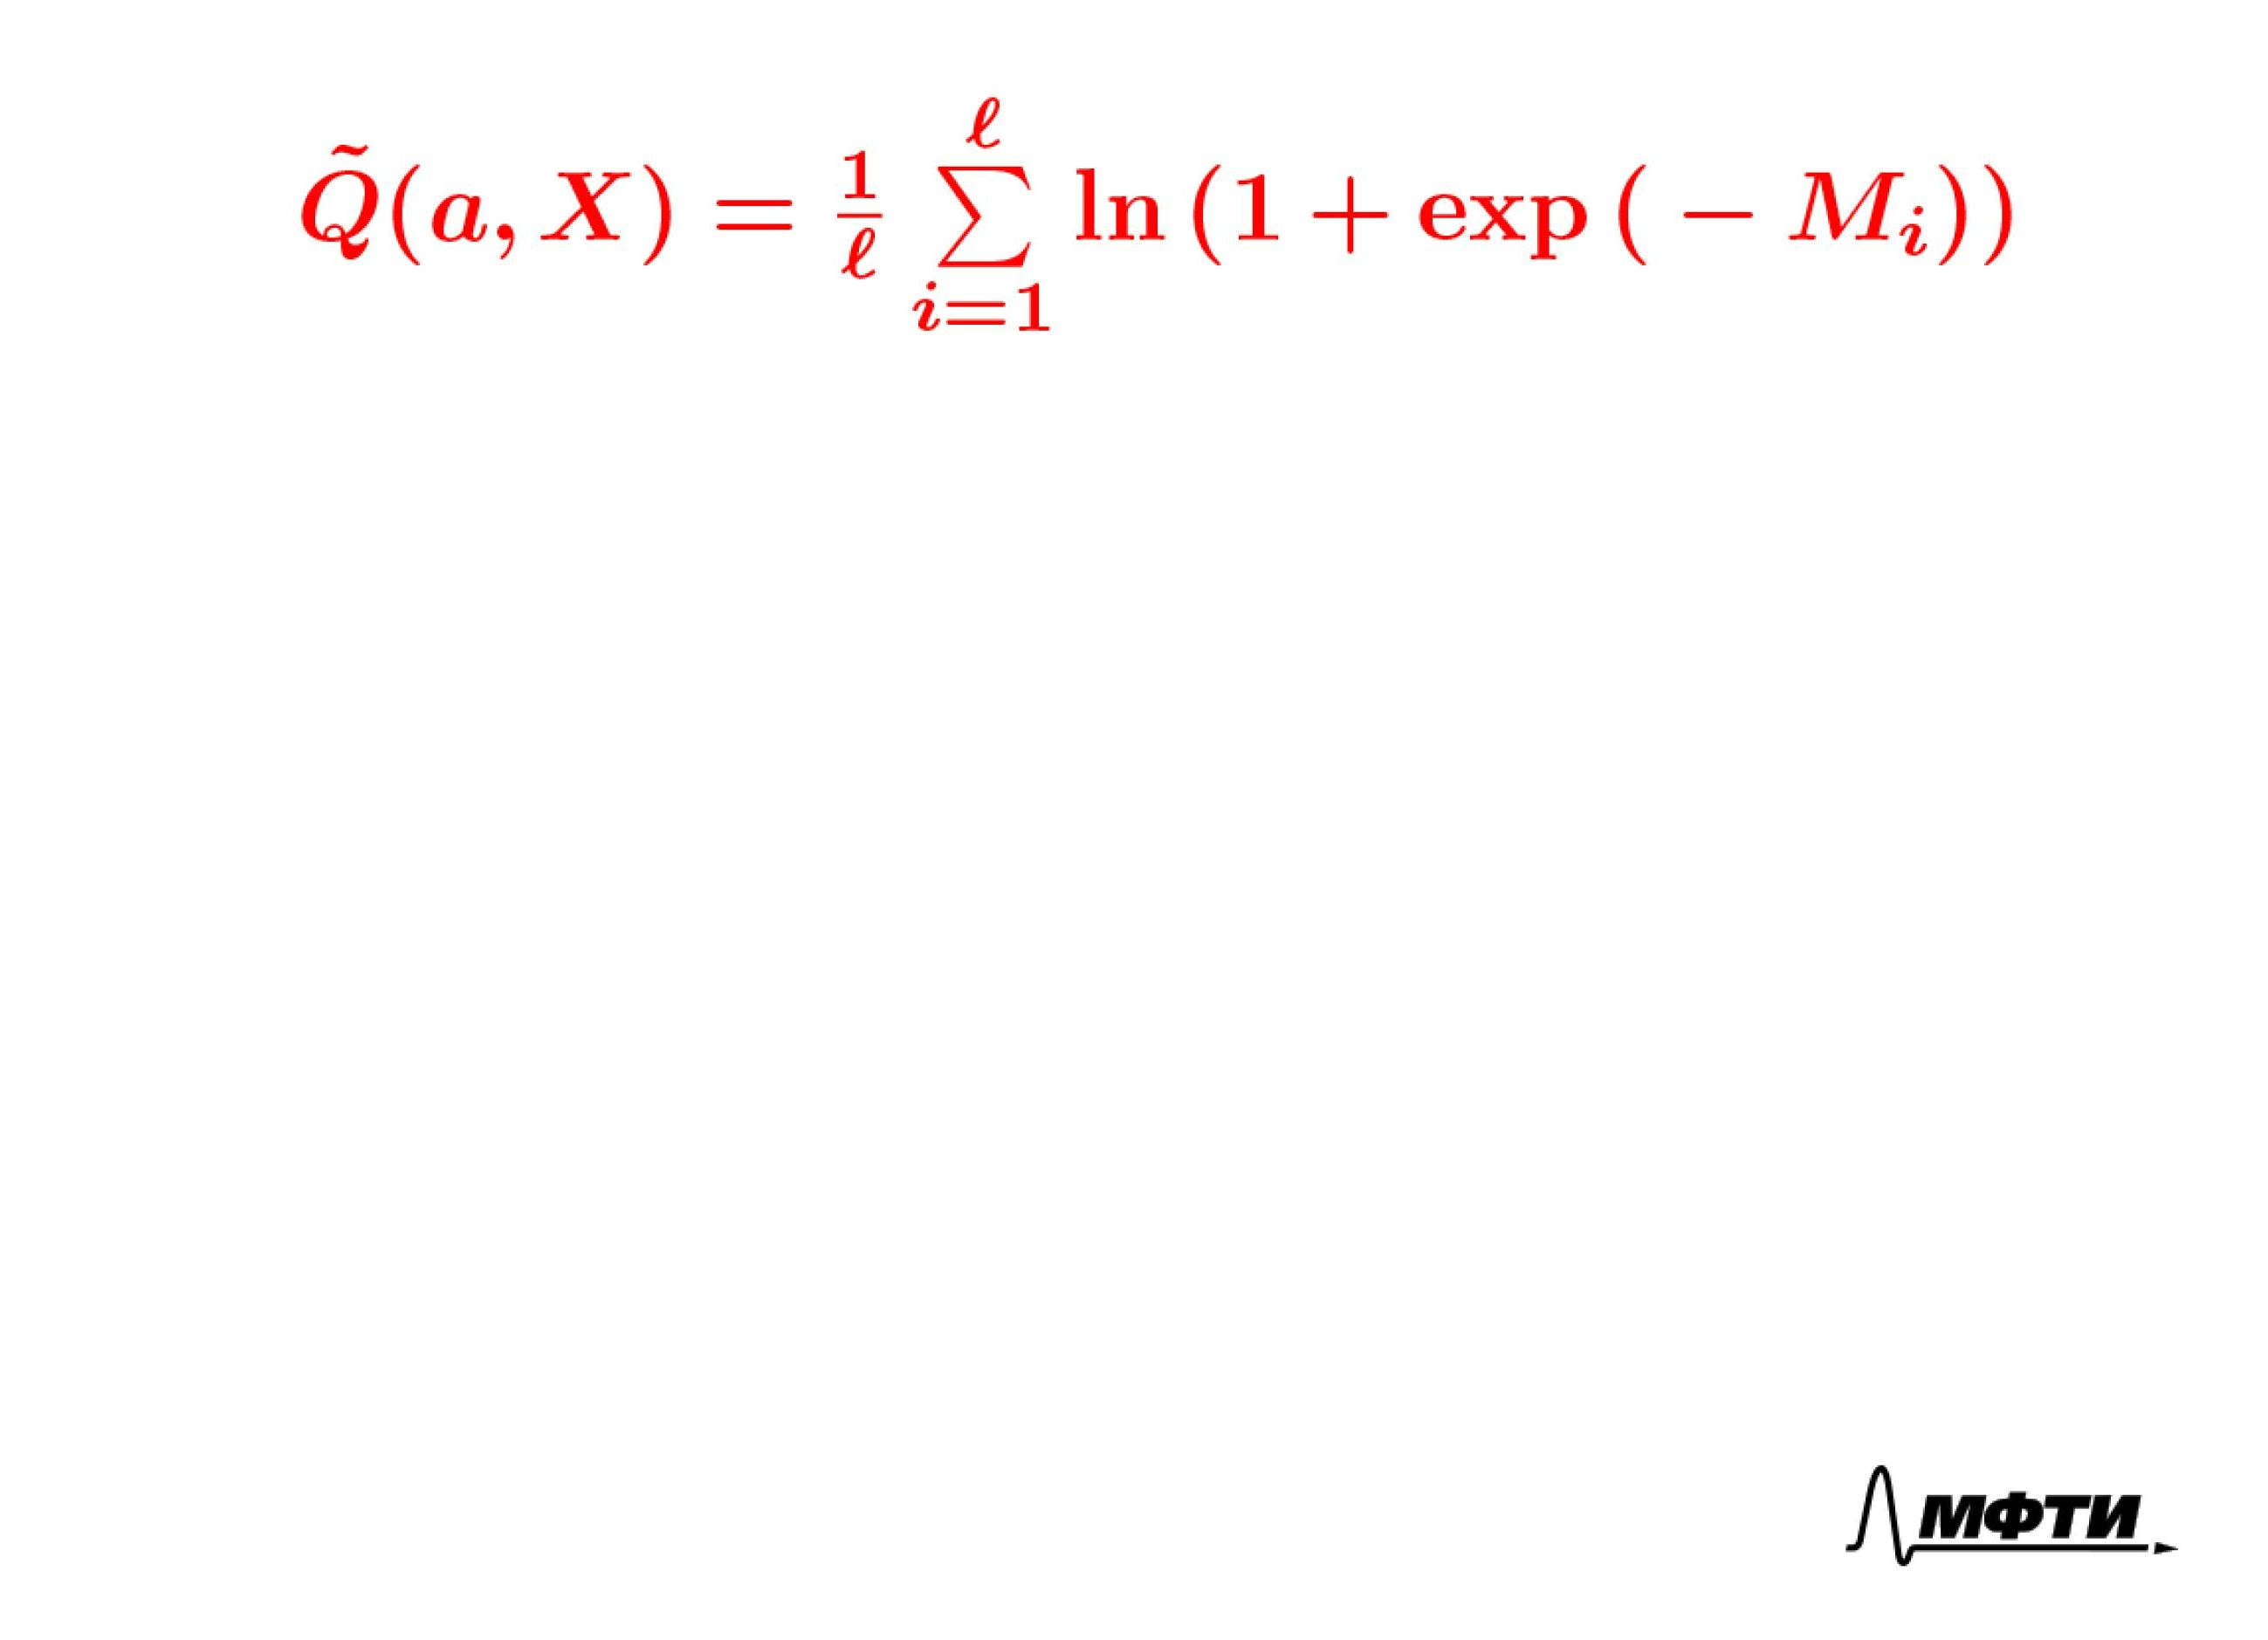 Q̃(a, X) = 1/ℓ ∑_{i=1}^{ℓ} ln (1 + exp ( − M_i))
МФТИ